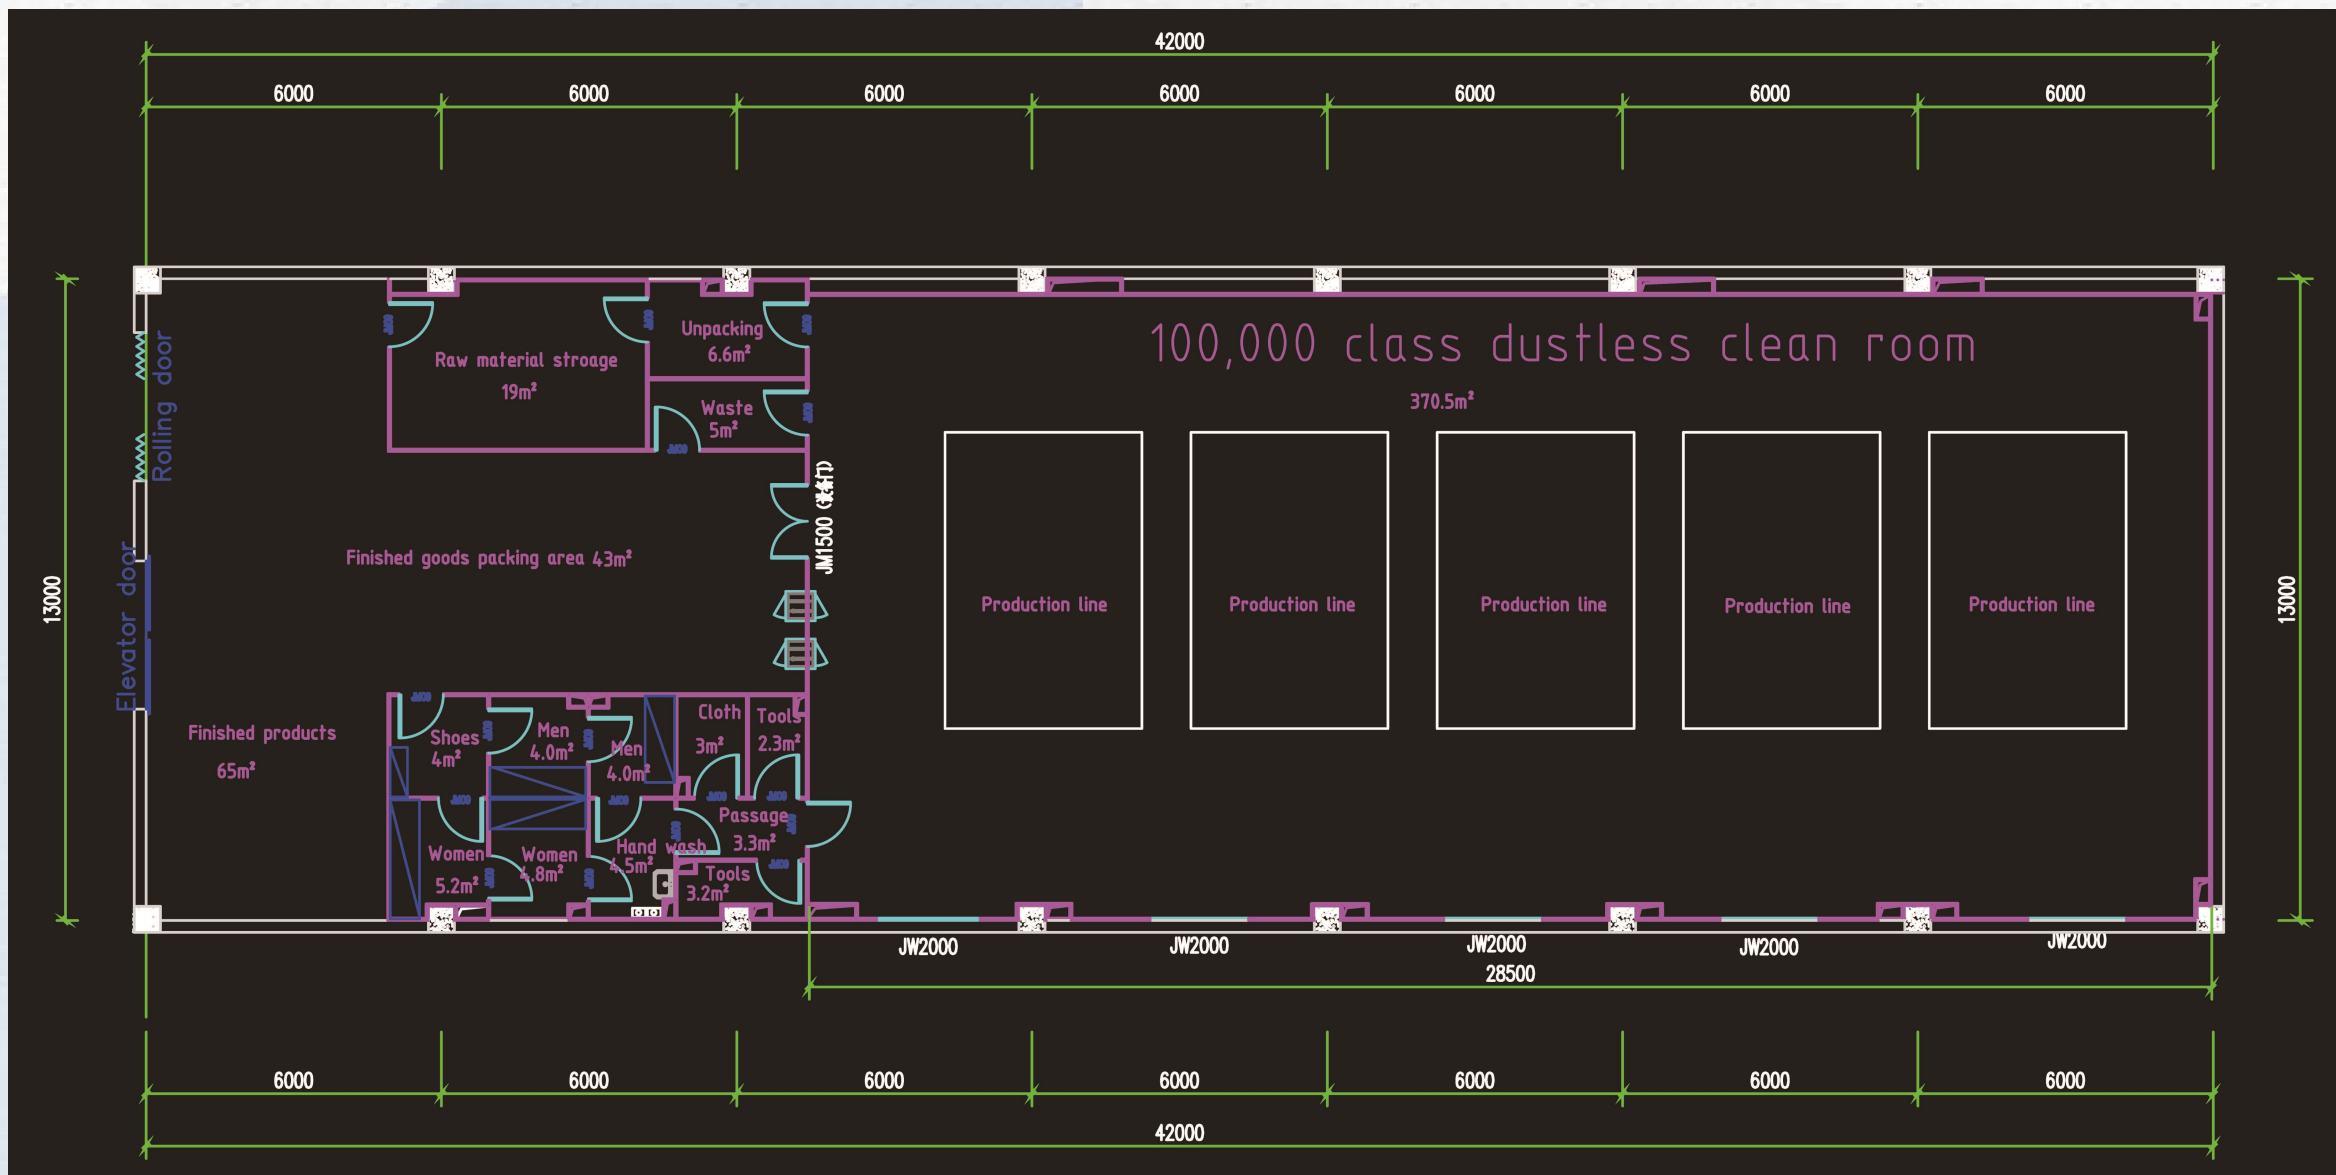 42000
6000 6000 6000 6000 6000 6000 6000
Rolling door
Raw material stroage
19m²
Unpacking
6.6m²
Waste
5m²
100,000 class dustless clean room
370.5m²
JM1500
Finished goods packing area 43m²
Elevator door
13000
13000
Production line
Production line
Production line
Production line
Production line
Finished products
65m²
Shoes
4m²
Men
4.0m²
Men
4.0m²
Cloth
3m²
Tools
2.3m²
Passage
3.3m²
Women
5.2m²
Women
4.8m²
Hand wash
4.5m²
Tools
3.2m²
JW2000
JW2000
JW2000
JW2000
JW2000
28500
6000 6000 6000 6000 6000 6000 6000
42000